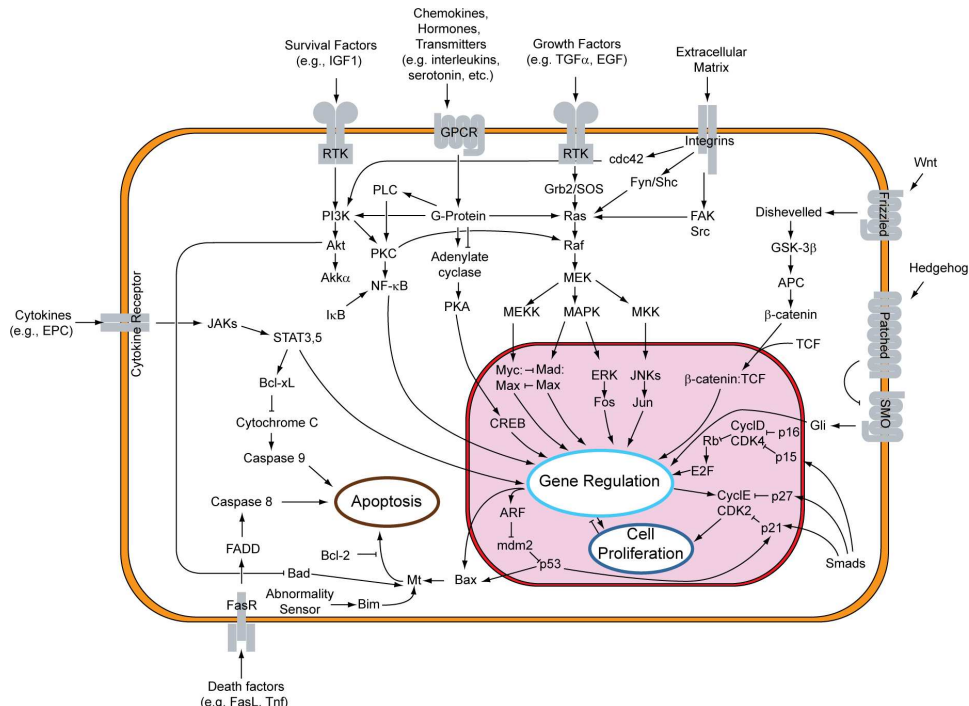 Chemokines,
Hormones,
Transmitters
(e.g. interleukins,
serotonin, etc.)
Survival Factors
(e.g., IGF1)
Growth Factors
(e.g. TGFα, EGF)
Extracellular
Matrix
RTK
GPCR
RTK
Integrins
cdc42
Grb2/SOS
Fyn/Shc
Wnt
Frizzled
PLC
PI3K
G-Protein
Ras
FAK
Src
Dishevelled
Akt
PKC
Raf
GSK-3β
Adenylate
cyclase
Akkα
NF-κB
MEK
APC
Hedgehog
IκB
PKA
MEKK
MAPK
MKK
β-catenin
Patched
Cytokines
(e.g., EPC)
Cytokine Receptor
JAKs
STAT3,5
TCF
Myc:
Mad:
Max
Max
ERK
JNKs
β-catenin:TCF
Bcl-xL
Fos
Jun
SMO
Cytochrome C
CREB
Gli
CyclD
p16
Rb
CDK4
p15
Caspase 9
E2F
Gene Regulation
Caspase 8
Apoptosis
CyclE
p27
CDK2
ARF
p21
FADD
mdm2
Cell
Proliferation
Bcl-2
p53
Smads
Bad
Mt
Bax
Abnormality
Sensor
Bim
FasR
Death factors
(e.g. FasL, Tnf)